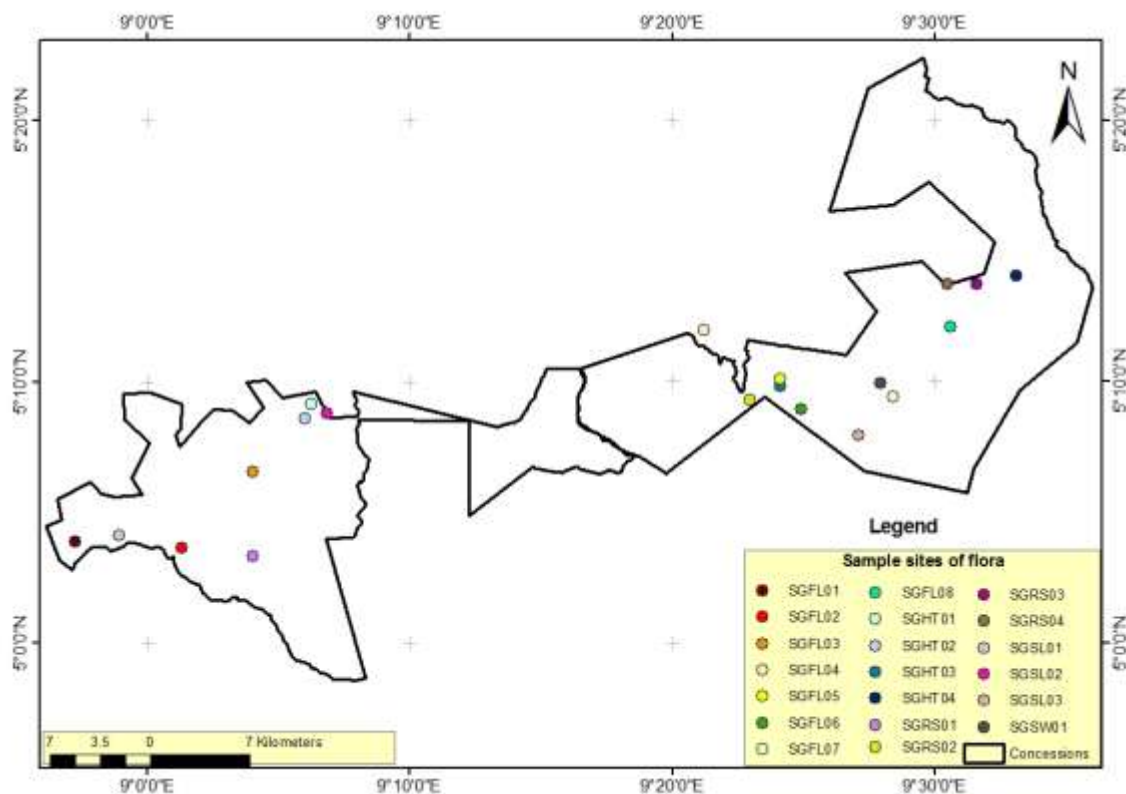 9°0'0"E 9°10'0"E 9°20'0"E 9°30'0"E
N
5°20'0"N 5°20'0"N
5°10'0"N 5°10'0"N
5°0'0"N 5°0'0"N
Legend
Sample sites of flora
SGFL01 SGFL08 SGRS03
SGFL02 SGHT01 SGRS04
SGFL03 SGHT02 SGSL01
SGFL04 SGHT03 SGSL02
SGFL05 SGHT04 SGSL03
SGFL06 SGRS01 SGSW01
SGFL07 SGRS02 Concessions
7 3.5 0 7 Kilometers
9°0'0"E 9°10'0"E 9°20'0"E 9°30'0"E